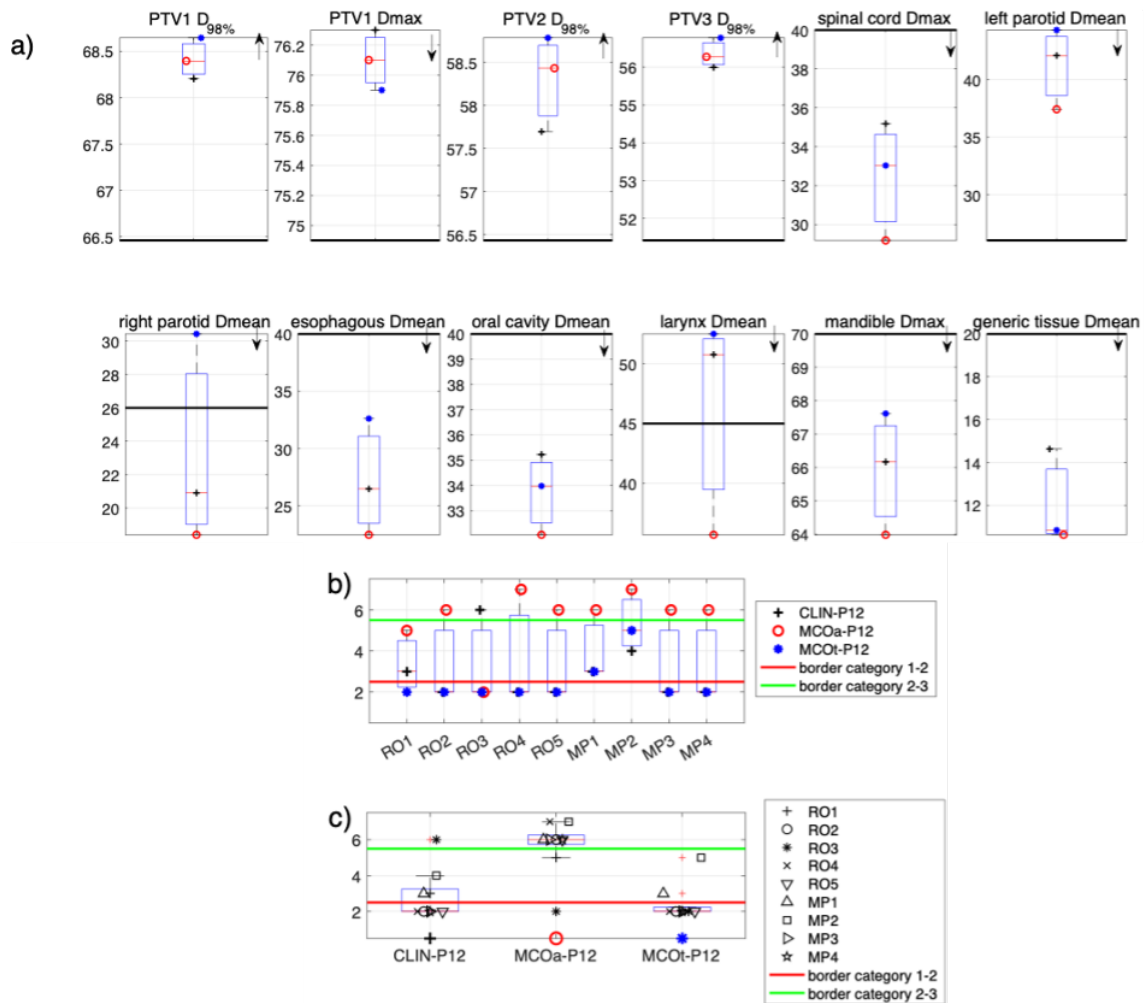 a)
PTV1 D98%
PTV1 Dmax
PTV2 D98%
PTV3 D98%
spinal cord Dmax
left parotid Dmean
68.5
68
67.5
67
66.5
76.2
76
75.8
75.6
75.4
75.2
75
58.5
58
57.5
57
56.5
56
55
54
53
52
40
38
36
34
32
30
40
35
30
right parotid Dmean
esophagous Dmean
oral cavity Dmean
larynx Dmean
mandible Dmax
generic tissue Dmean
30
28
26
24
22
20
40
35
30
25
40
39
38
37
36
35
34
33
50
45
40
70
69
68
67
66
65
64
20
18
16
14
12
b)
6
4
2
RO1
RO2
RO3
RO4
RO5
MP1
MP2
MP3
MP4
CLIN-P12
MCOa-P12
MCOt-P12
border category 1-2
border category 2-3
c)
6
4
2
CLIN-P12
MCOa-P12
MCOt-P12
RO1
RO2
RO3
RO4
RO5
MP1
MP2
MP3
MP4
border category 1-2
border category 2-3